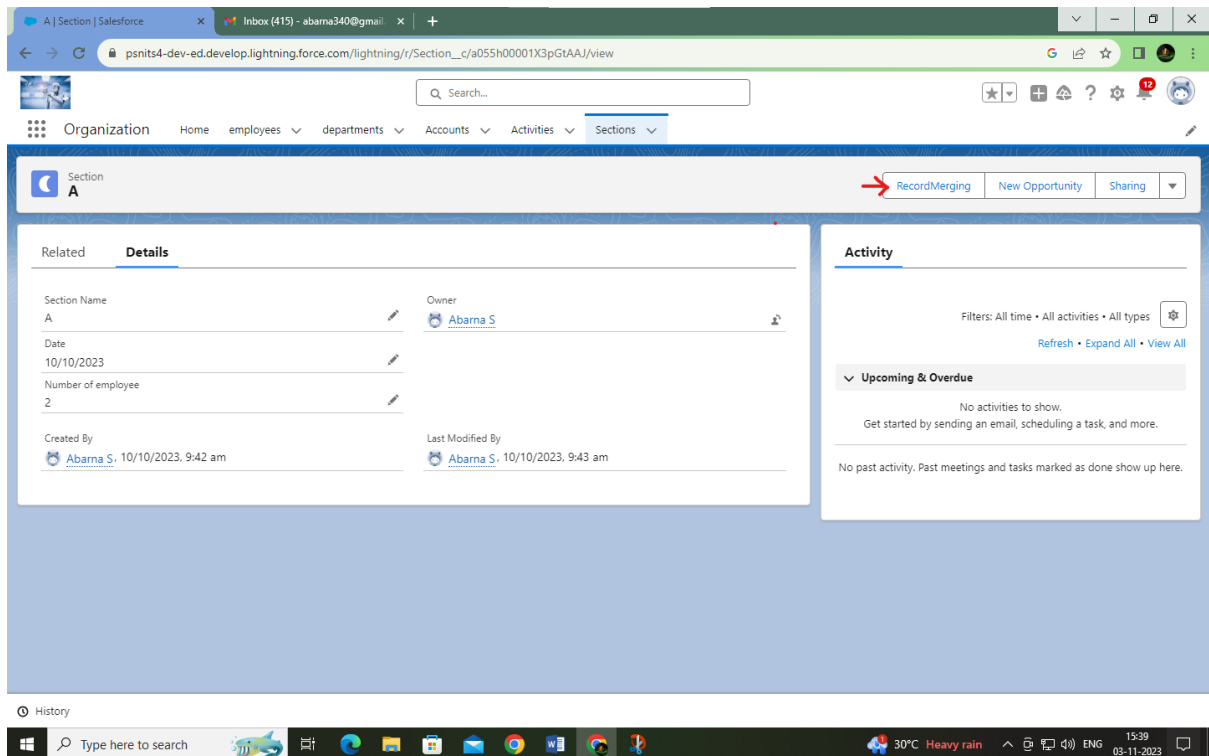 A | Section | Salesforce
Inbox (415) - abarna340@gmail.
psnits4-dev-ed.develop.lightning.force.com/lightning/r/Section__c/a055h00001X3pGtAAJ/view
Search...
12
Organization Home employees departments Accounts Activities Sections
Section
A
RecordMerging New Opportunity Sharing
Related Details
Section Name
A
Owner
Abarna S
Date
10/10/2023
Number of employee
2
Created By
Abarna S, 10/10/2023, 9:42 am
Last Modified By
Abarna S, 10/10/2023, 9:43 am
Activity
Filters: All time • All activities • All types
Refresh • Expand All • View All
Upcoming & Overdue
No activities to show.
Get started by sending an email, scheduling a task, and more.
No past activity. Past meetings and tasks marked as done show up here.
History
Type here to search
30°C Heavy rain
ENG
15:39
03-11-2023